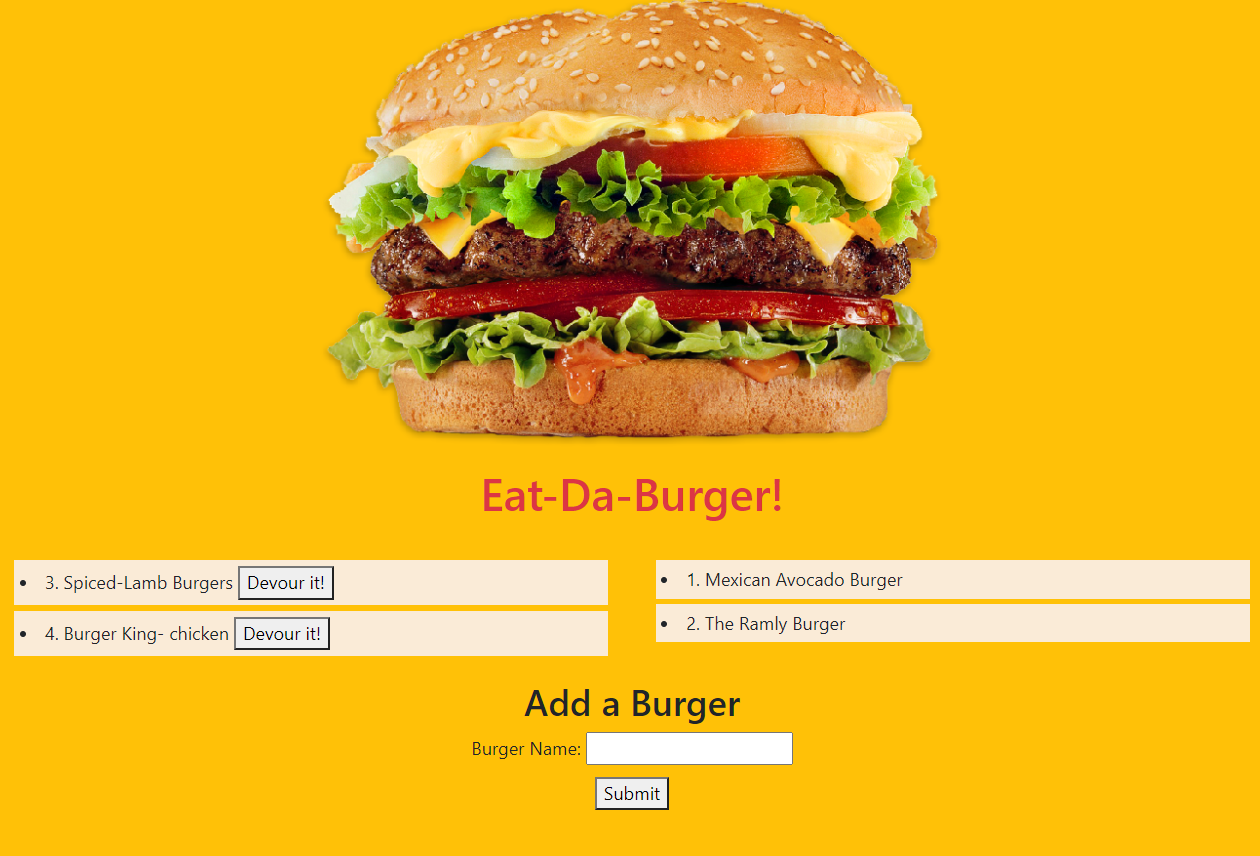 Eat-Da-Burger!
3. Spiced-Lamb Burgers Devour it!
4. Burger King- chicken Devour it!
1. Mexican Avocado Burger
2. The Ramly Burger
Add a Burger
Burger Name:
Submit